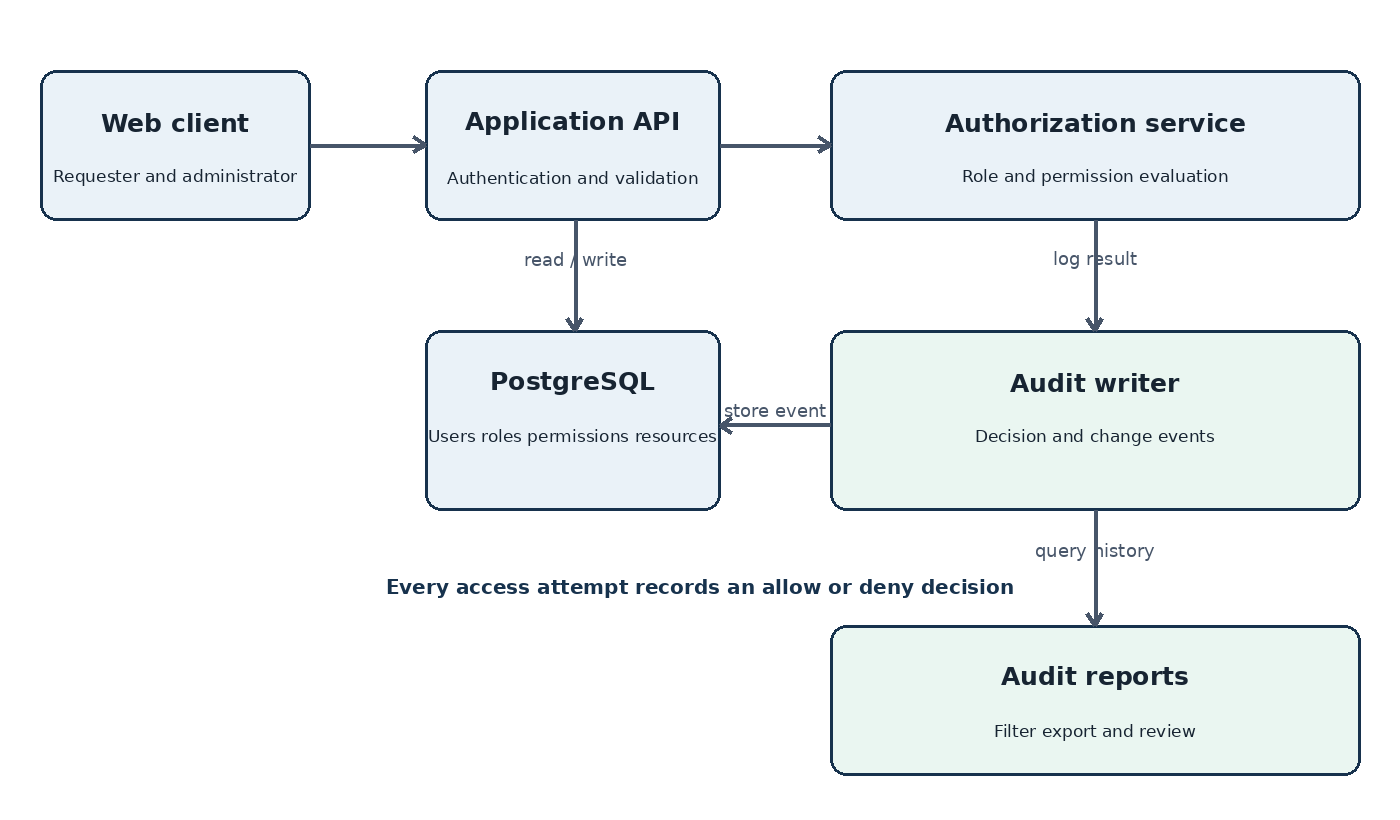 Web client
Requester and administrator
Application API
Authentication and validation
Authorization service
Role and permission evaluation
read / write
log result
PostgreSQL
Users roles permissions resources
store event
Audit writer
Decision and change events
query history
Every access attempt records an allow or deny decision
Audit reports
Filter export and review